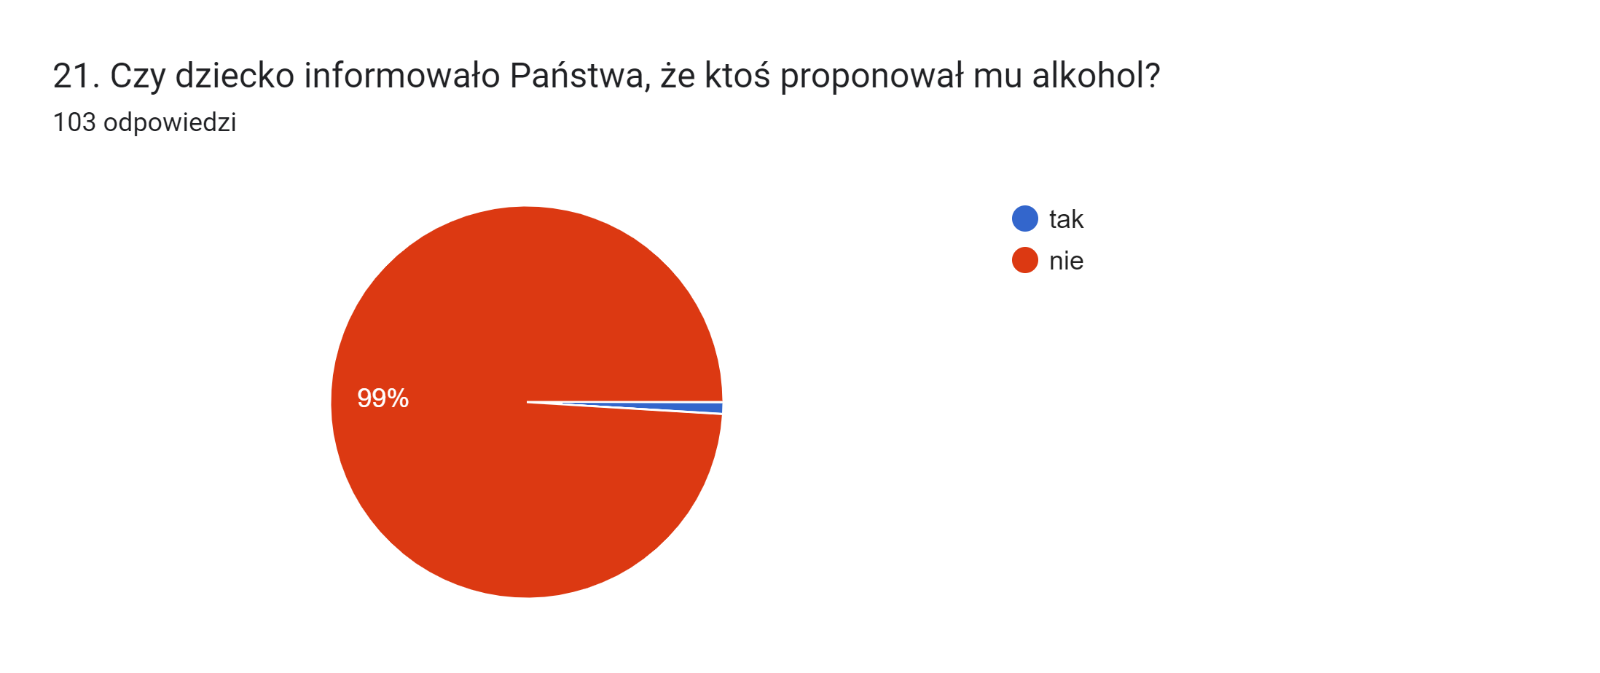 21. Czy dziecko informowało Państwa, że ktoś proponował mu alkohol?
103 odpowiedzi
tak
nie
99%